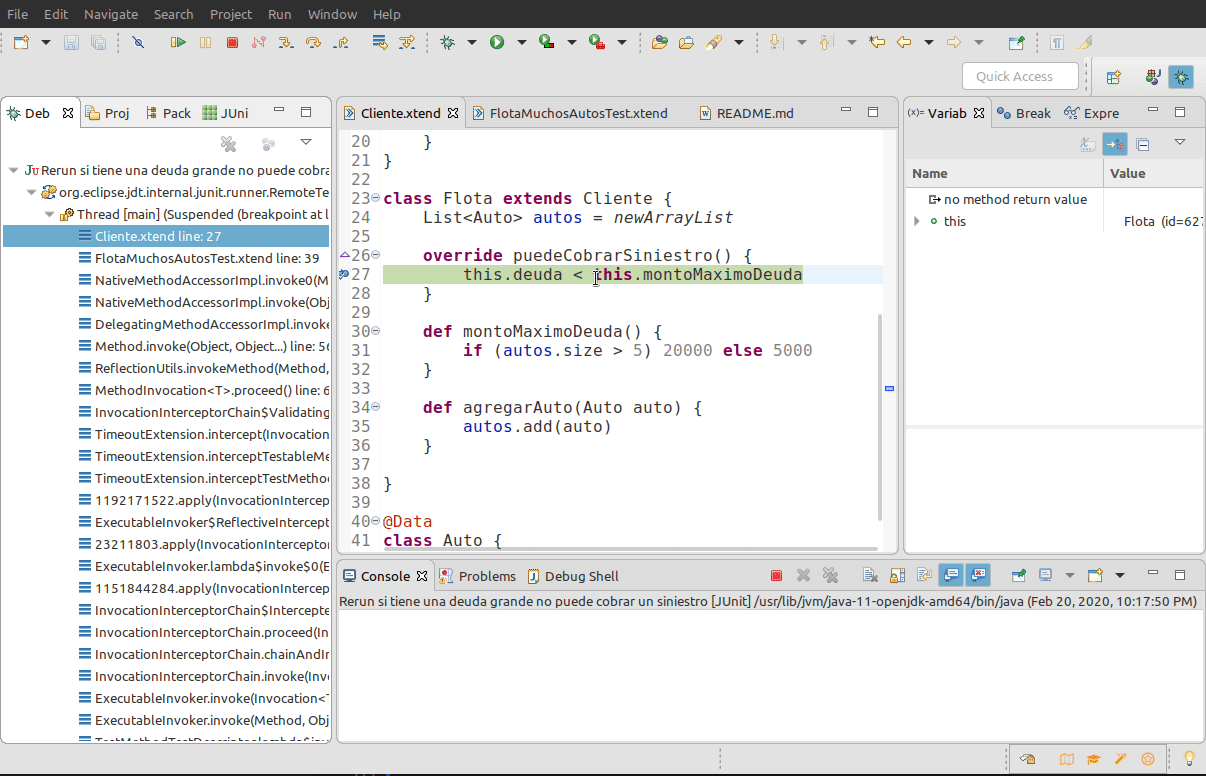 File Edit Navigate Search Project Run Window Help
Quick Access
Deb Proj Pack JUni
Rerun si tiene una deuda grande no puede cobra
org.eclipse.jdt.internal.junit.runner.RemoteTe
Thread [main] (Suspended (breakpoint at l
Cliente.xtend line: 27
FlotaMuchosAutosTest.xtend line: 39
NativeMethodAccessorImpl.invoke0(M
NativeMethodAccessorImpl.invoke(Obj
DelegatingMethodAccessorImpl.invoke
Method.invoke(Object, Object...) line: 56
ReflectionUtils.invokeMethod(Method,
MethodInvocation<T>.proceed() line: 6
InvocationInterceptorChain$Validating
TimeoutExtension.intercept(Invocation
TimeoutExtension.interceptTestableMe
TimeoutExtension.interceptTestMetho
1192171522.apply(InvocationIntercep
ExecutableInvoker$ReflectiveIntercept
23211803.apply(InvocationInterceptor
ExecutableInvoker.lambda$invoke$0(E
1151844284.apply(InvocationIntercep
InvocationInterceptorChain$Intercepte
InvocationInterceptorChain.proceed(In
InvocationInterceptorChain.chainAndIn
InvocationInterceptorChain.invoke(Inv
ExecutableInvoker.invoke(Invocation<T
ExecutableInvoker.invoke(Method, Obj
Cliente.xtend FlotaMuchosAutosTest.xtend README.md
20 }
21 }
22
23 class Flota extends Cliente {
24 List<Auto> autos = newArrayList
25
26 override puedeCobrarSiniestro() {
27 this.deuda < this.montoMaximoDeuda
28 }
29
30 def montoMaximoDeuda() {
31 if (autos.size > 5) 20000 else 5000
32 }
33
34 def agregarAuto(Auto auto) {
35 autos.add(auto)
36 }
37
38 }
39
40 @Data
41 class Auto {
(x)= Variab Break Expre
Name Value
no method return value
this Flota (id=627
Console Problems Debug Shell
Rerun si tiene una deuda grande no puede cobrar un siniestro [JUnit] /usr/lib/jvm/java-11-openjdk-amd64/bin/java (Feb 20, 2020, 10:17:50 PM)